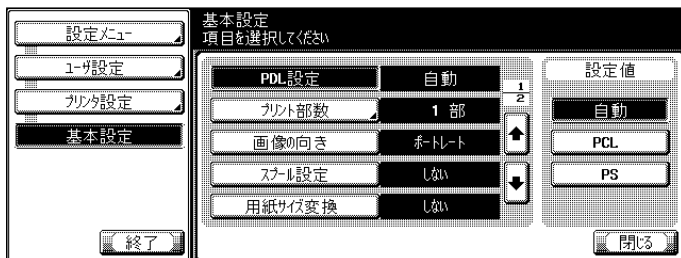 設定メニュー
ユーザ設定
プリンタ設定
基本設定
終了
基本設定
項目を選択してください
PDL設定 自動
プリント部数 1 部
画像の向き ポートレート
スプール設定 しない
用紙サイズ変換 しない
1
2
設定値
自動
PCL
PS
閉じる